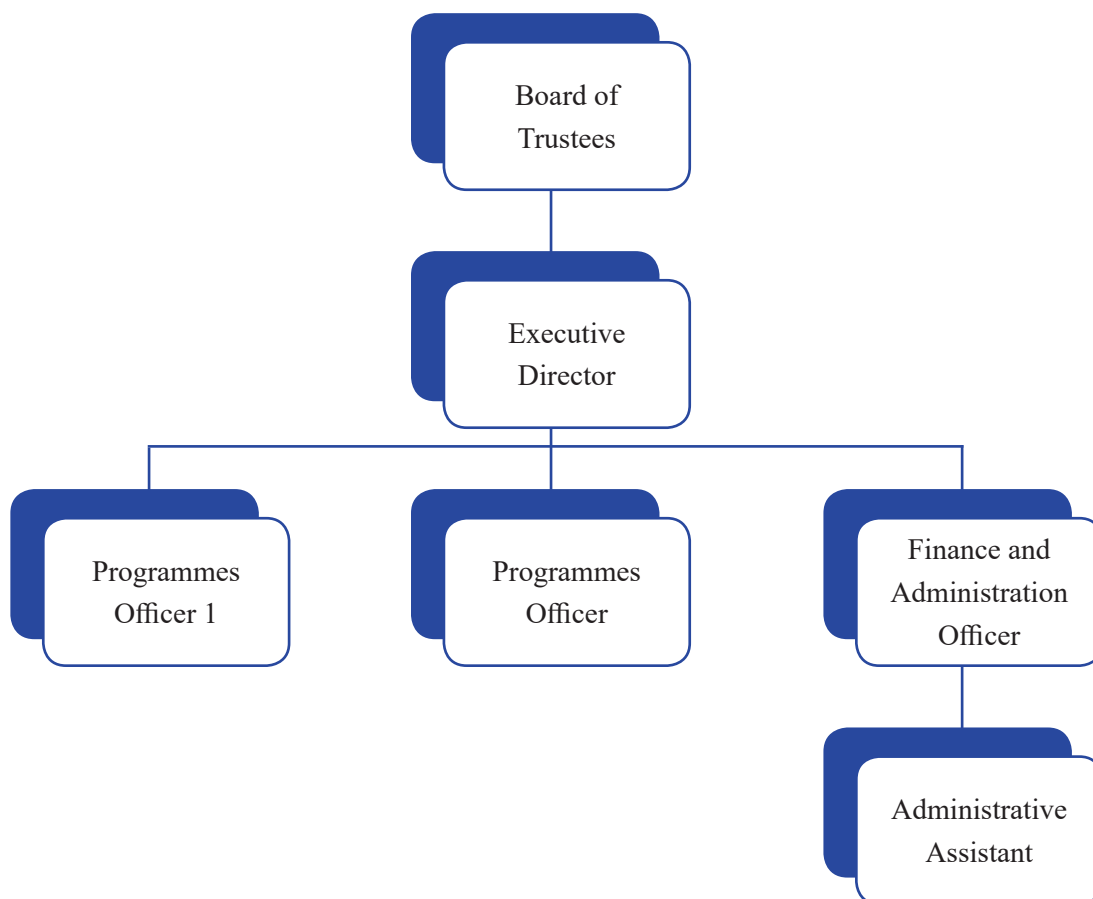 Board of
Trustees
Executive
Director
Programmes
Officer 1
Programmes
Officer
Finance and
Administration
Officer
Administrative
Assistant